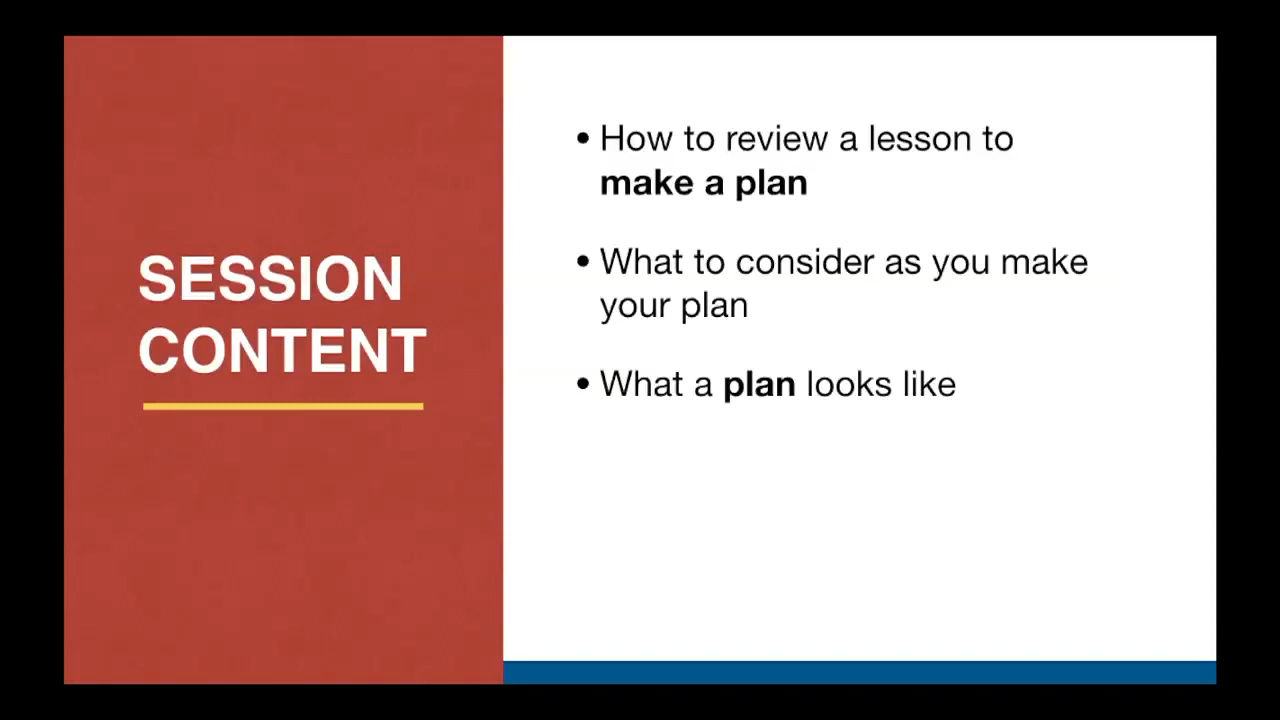 SESSION
CONTENT
• How to review a lesson to
make a plan
• What to consider as you make
your plan
• What a plan looks like